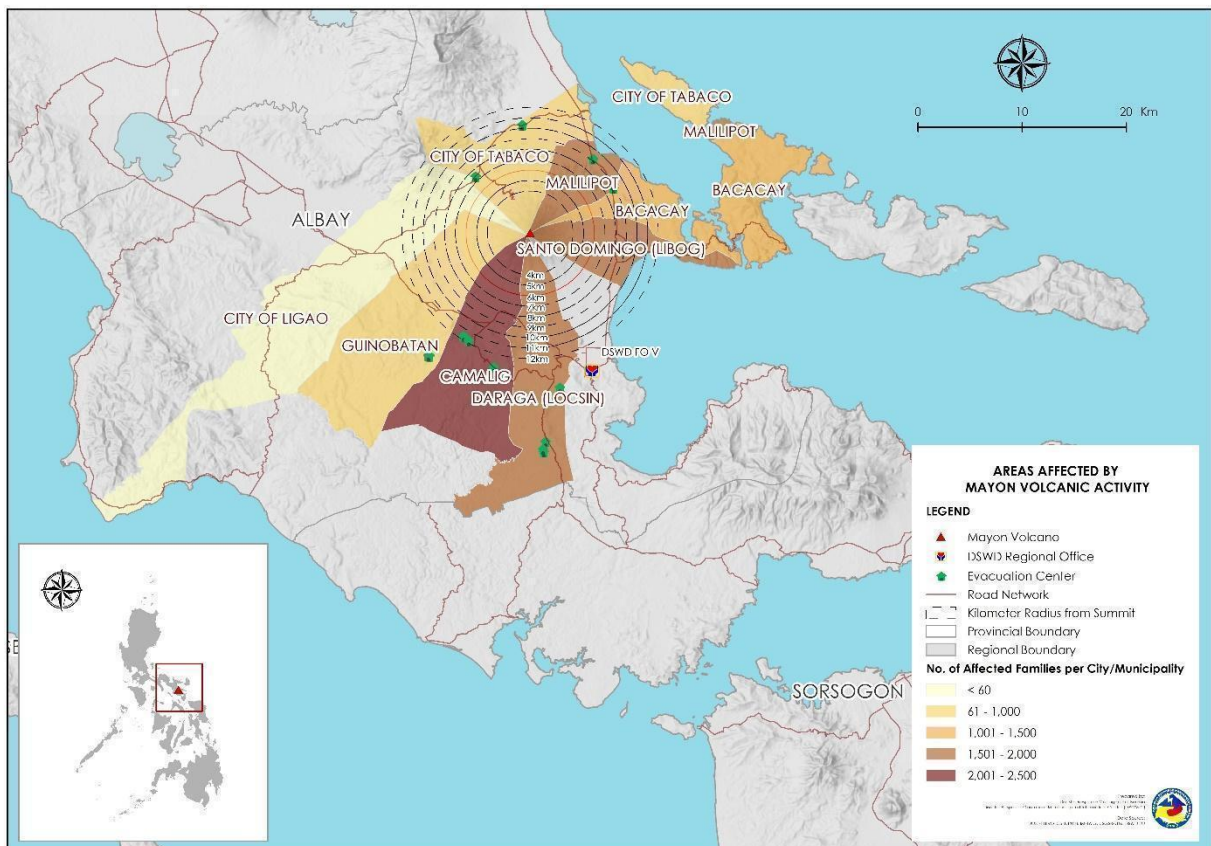 CITY OF TABACO
MALILIPOT
BACACAY
0 10 20 Km
CITY OF TABACO
MALILIPOT
BACACAY
ALBAY
SANTO DOMINGO (LIBOG)
4km
5km
6km
7km
8km
9km
10km
11km
12km
CITY OF LIGAO
GUINOBATAN
DSWD FO V
CAMALIG
DARAGA (LOCSIN)
SORSOGON
AREAS AFFECTED BY
MAYON VOLCANIC ACTIVITY
LEGEND
Mayon Volcano
DSWD Regional Office
Evacuation Center
Road Network
Kilometer Radius from Summit
Provincial Boundary
Regional Boundary
No. of Affected Families per City/Municipality
< 60
61 - 1,000
1,001 - 1,500
1,501 - 2,000
2,001 - 2,500